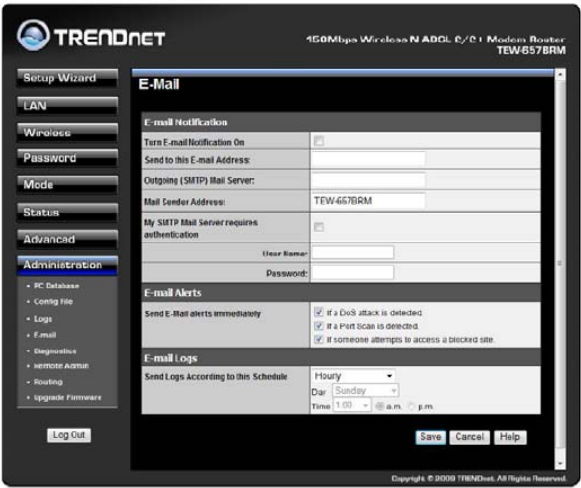 TRENDNET
150Mbps Wireless N ADSL 2/2+ Modem Router
TEW-657BRM
Setup Wizard
LAN
Wireless
Password
Mode
Status
Advanced
Administration
PC Database
Config File
Logs
E-mail
Diagnostics
Remote Admin
Routing
Upgrade Firmware
Log Out
E-Mail
E-mail Notification
Turn E-mail Notification On
Send to this E-mail Address:
Outgoing (SMTP) Mail Server:
Mail Sender Address: TEW-657BRM
My SMTP Mail Server requires
authentication
User Name:
Password:
E-mail Alerts
Send E-Mail alerts immediately
If a DoS attack is detected.
If a Port Scan is detected.
If someone attempts to access a blocked site.
E-mail Logs
Send Logs According to this Schedule
Hourly
Day Sunday
Time 1:00 a.m. p.m.
Save Cancel Help
Copyright © 2009 TRENDnet. All Rights Reserved.